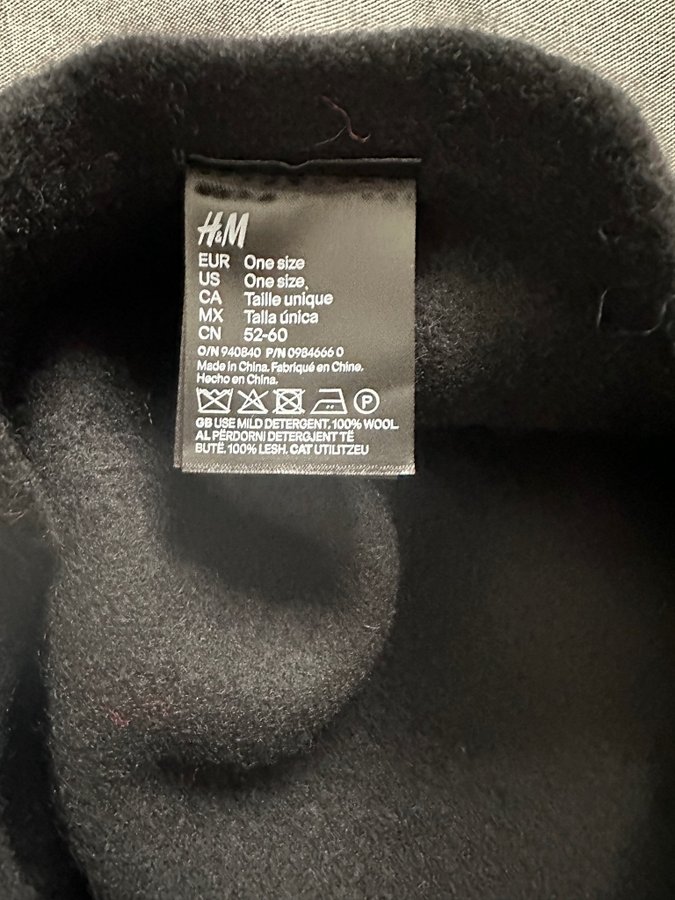 H&M
EUR One size
US One size
CA Taille unique
MX Talla única
CN 52-60
O/N 940840 P/N 0984666 0
Made in China. Fabriqué en Chine.
Hecho en China.
P
GB USE MILD DETERGENT. 100% WOOL.
AL PËRDORNI DETERGJENT TË
BUTË. 100% LESH. CAT UTILITZEU